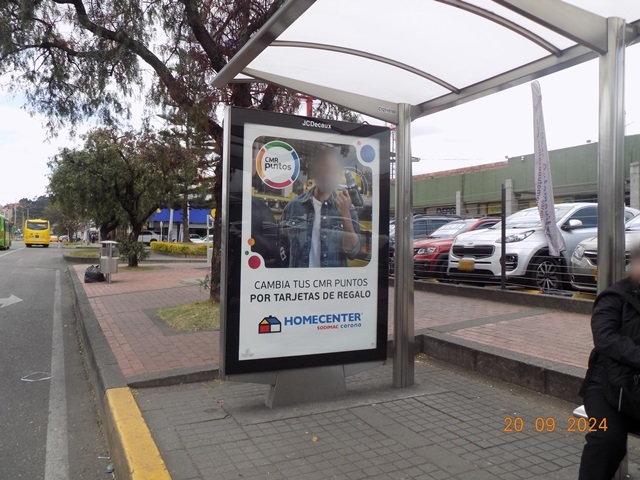 JCDecaux
CMR
puntos
CAMBIA TUS CMR PUNTOS
POR TARJETAS DE REGALO
HOMECENTER
SODIMAC corona
20 09 2024